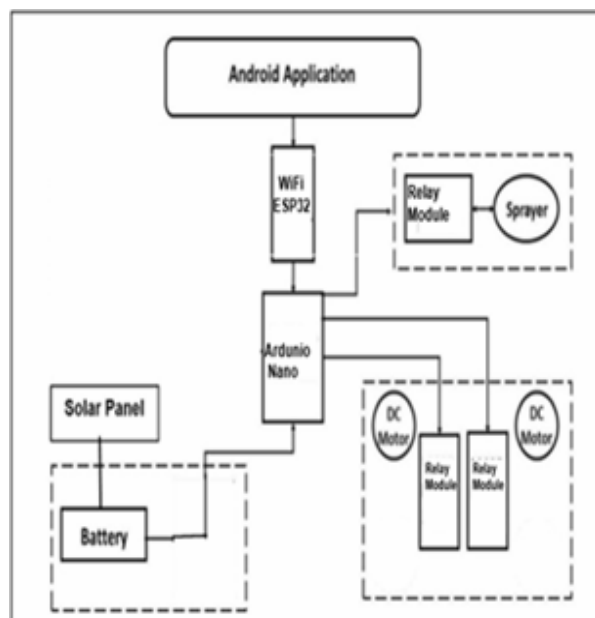 Android Application
WiFi
ESP32
Relay
Module
Sprayer
Ardunio
Nano
Solar Panel
Battery
DC
Motor
DC
Motor
Relay
Module
Relay
Module